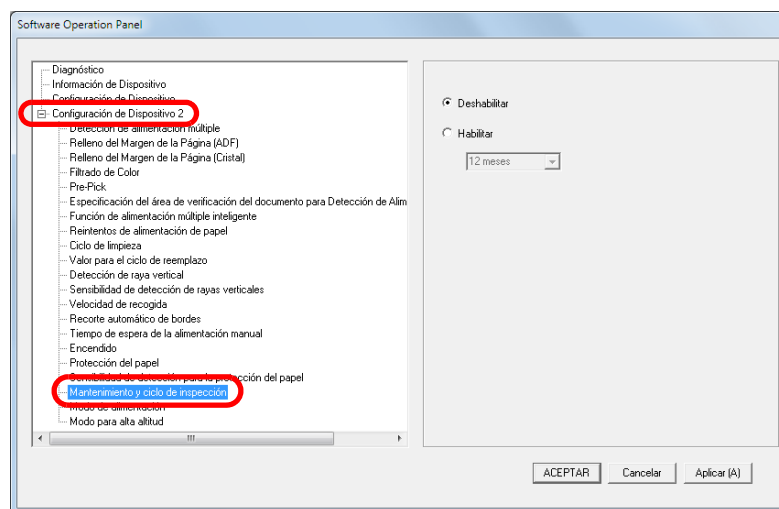 Software Operation Panel
Diagnóstico
Información de Dispositivo
Configuración de Dispositivo
Configuración de Dispositivo 2
Detección de alimentación múltiple
Relleno del Margen de la Página (ADF)
Relleno del Margen de la Página (Cristal)
Filtrado de Color
Pre-Pick
Especificación del área de verificación del documento para Detección de Alim
Función de alimentación múltiple inteligente
Reintentos de alimentación de papel
Ciclo de limpieza
Valor para el ciclo de reemplazo
Detección de raya vertical
Sensibilidad de detección de rayas verticales
Velocidad de recogida
Recorte automático de bordes
Tiempo de espera de la alimentación manual
Encendido
Protección del papel
Sensibilidad de detección para la protección del papel
Mantenimiento y ciclo de inspección
Modo de alimentación
Modo para alta altitud
Deshabilitar
Habilitar
12 meses
ACEPTAR Cancelar Aplicar (A)